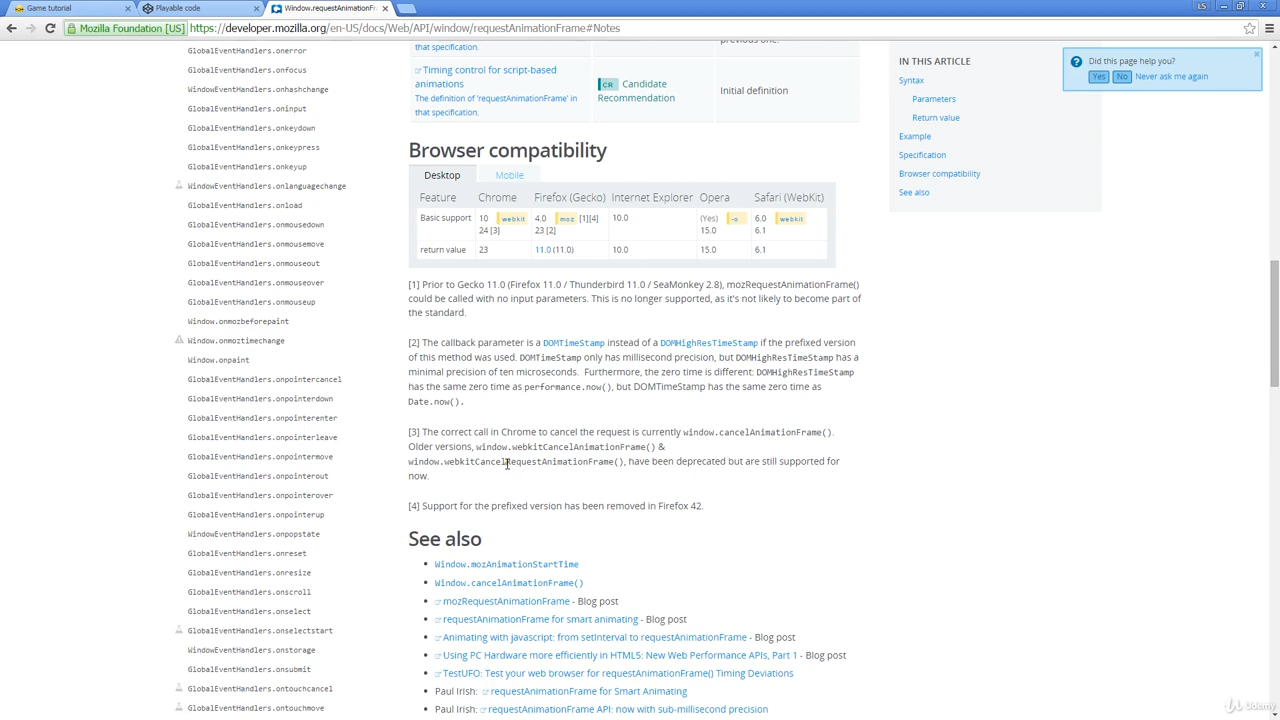 Game tutorial
Playable code
Window.requestAnimationFr
LS
Mozilla Foundation [US] https://developer.mozilla.org/en-US/docs/Web/API/window/requestAnimationFrame#Notes
GlobalEventHandlers.onerror
GlobalEventHandlers.onfocus
WindowEventHandlers.onhashchange
GlobalEventHandlers.oninput
GlobalEventHandlers.onkeydown
GlobalEventHandlers.onkeypress
GlobalEventHandlers.onkeyup
WindowEventHandlers.onlanguagechange
GlobalEventHandlers.onload
GlobalEventHandlers.onmousedown
GlobalEventHandlers.onmousemove
GlobalEventHandlers.onmouseout
GlobalEventHandlers.onmouseover
GlobalEventHandlers.onmouseup
Window.onmozbeforepaint
Window.onmoztimechange
Window.onpaint
GlobalEventHandlers.onpointercancel
GlobalEventHandlers.onpointerdown
GlobalEventHandlers.onpointerenter
GlobalEventHandlers.onpointerleave
GlobalEventHandlers.onpointermove
GlobalEventHandlers.onpointerout
GlobalEventHandlers.onpointerover
GlobalEventHandlers.onpointerup
WindowEventHandlers.onpopstate
GlobalEventHandlers.onreset
GlobalEventHandlers.onresize
GlobalEventHandlers.onscroll
GlobalEventHandlers.onselect
GlobalEventHandlers.onselectstart
WindowEventHandlers.onstorage
GlobalEventHandlers.onsubmit
GlobalEventHandlers.ontouchcancel
GlobalEventHandlers.ontouchmove
that specification.
previous one.
Timing control for script-based
animations
The definition of 'requestAnimationFrame' in
that specification.
CR Candidate
Recommendation
Initial definition
Browser compatibility
Desktop Mobile
Feature Chrome Firefox (Gecko) Internet Explorer Opera Safari (WebKit)
Basic support 10 webkit 4.0 moz [1][4] 10.0 (Yes) -o 6.0 webkit
24 [3] 23 [2] 15.0 6.1
return value 23 11.0 (11.0) 10.0 15.0 6.1
[1] Prior to Gecko 11.0 (Firefox 11.0 / Thunderbird 11.0 / SeaMonkey 2.8), mozRequestAnimationFrame()
could be called with no input parameters. This is no longer supported, as it's not likely to become part of
the standard.
[2] The callback parameter is a DOMTimeStamp instead of a DOMHighResTimeStamp if the prefixed version
of this method was used. DOMTimeStamp only has millisecond precision, but DOMHighResTimeStamp has a
minimal precision of ten microseconds. Furthermore, the zero time is different: DOMHighResTimeStamp
has the same zero time as performance.now(), but DOMTimeStamp has the same zero time as
Date.now().
[3] The correct call in Chrome to cancel the request is currently window.cancelAnimationFrame().
Older versions, window.webkitCancelAnimationFrame() &
window.webkitCancelRequestAnimationFrame(), have been deprecated but are still supported for
now.
[4] Support for the prefixed version has been removed in Firefox 42.
See also
Window.mozAnimationStartTime
Window.cancelAnimationFrame()
mozRequestAnimationFrame - Blog post
requestAnimationFrame for smart animating - Blog post
Animating with javascript: from setInterval to requestAnimationFrame - Blog post
Using PC Hardware more efficiently in HTML5: New Web Performance APIs, Part 1 - Blog post
TestUFO: Test your web browser for requestAnimationFrame() Timing Deviations
Paul Irish: requestAnimationFrame for Smart Animating
Paul Irish: requestAnimationFrame API: now with sub-millisecond precision
IN THIS ARTICLE
Syntax
Parameters
Return value
Example
Specification
Browser compatibility
See also
Did this page help you?
Yes No Never ask me again
Udemy